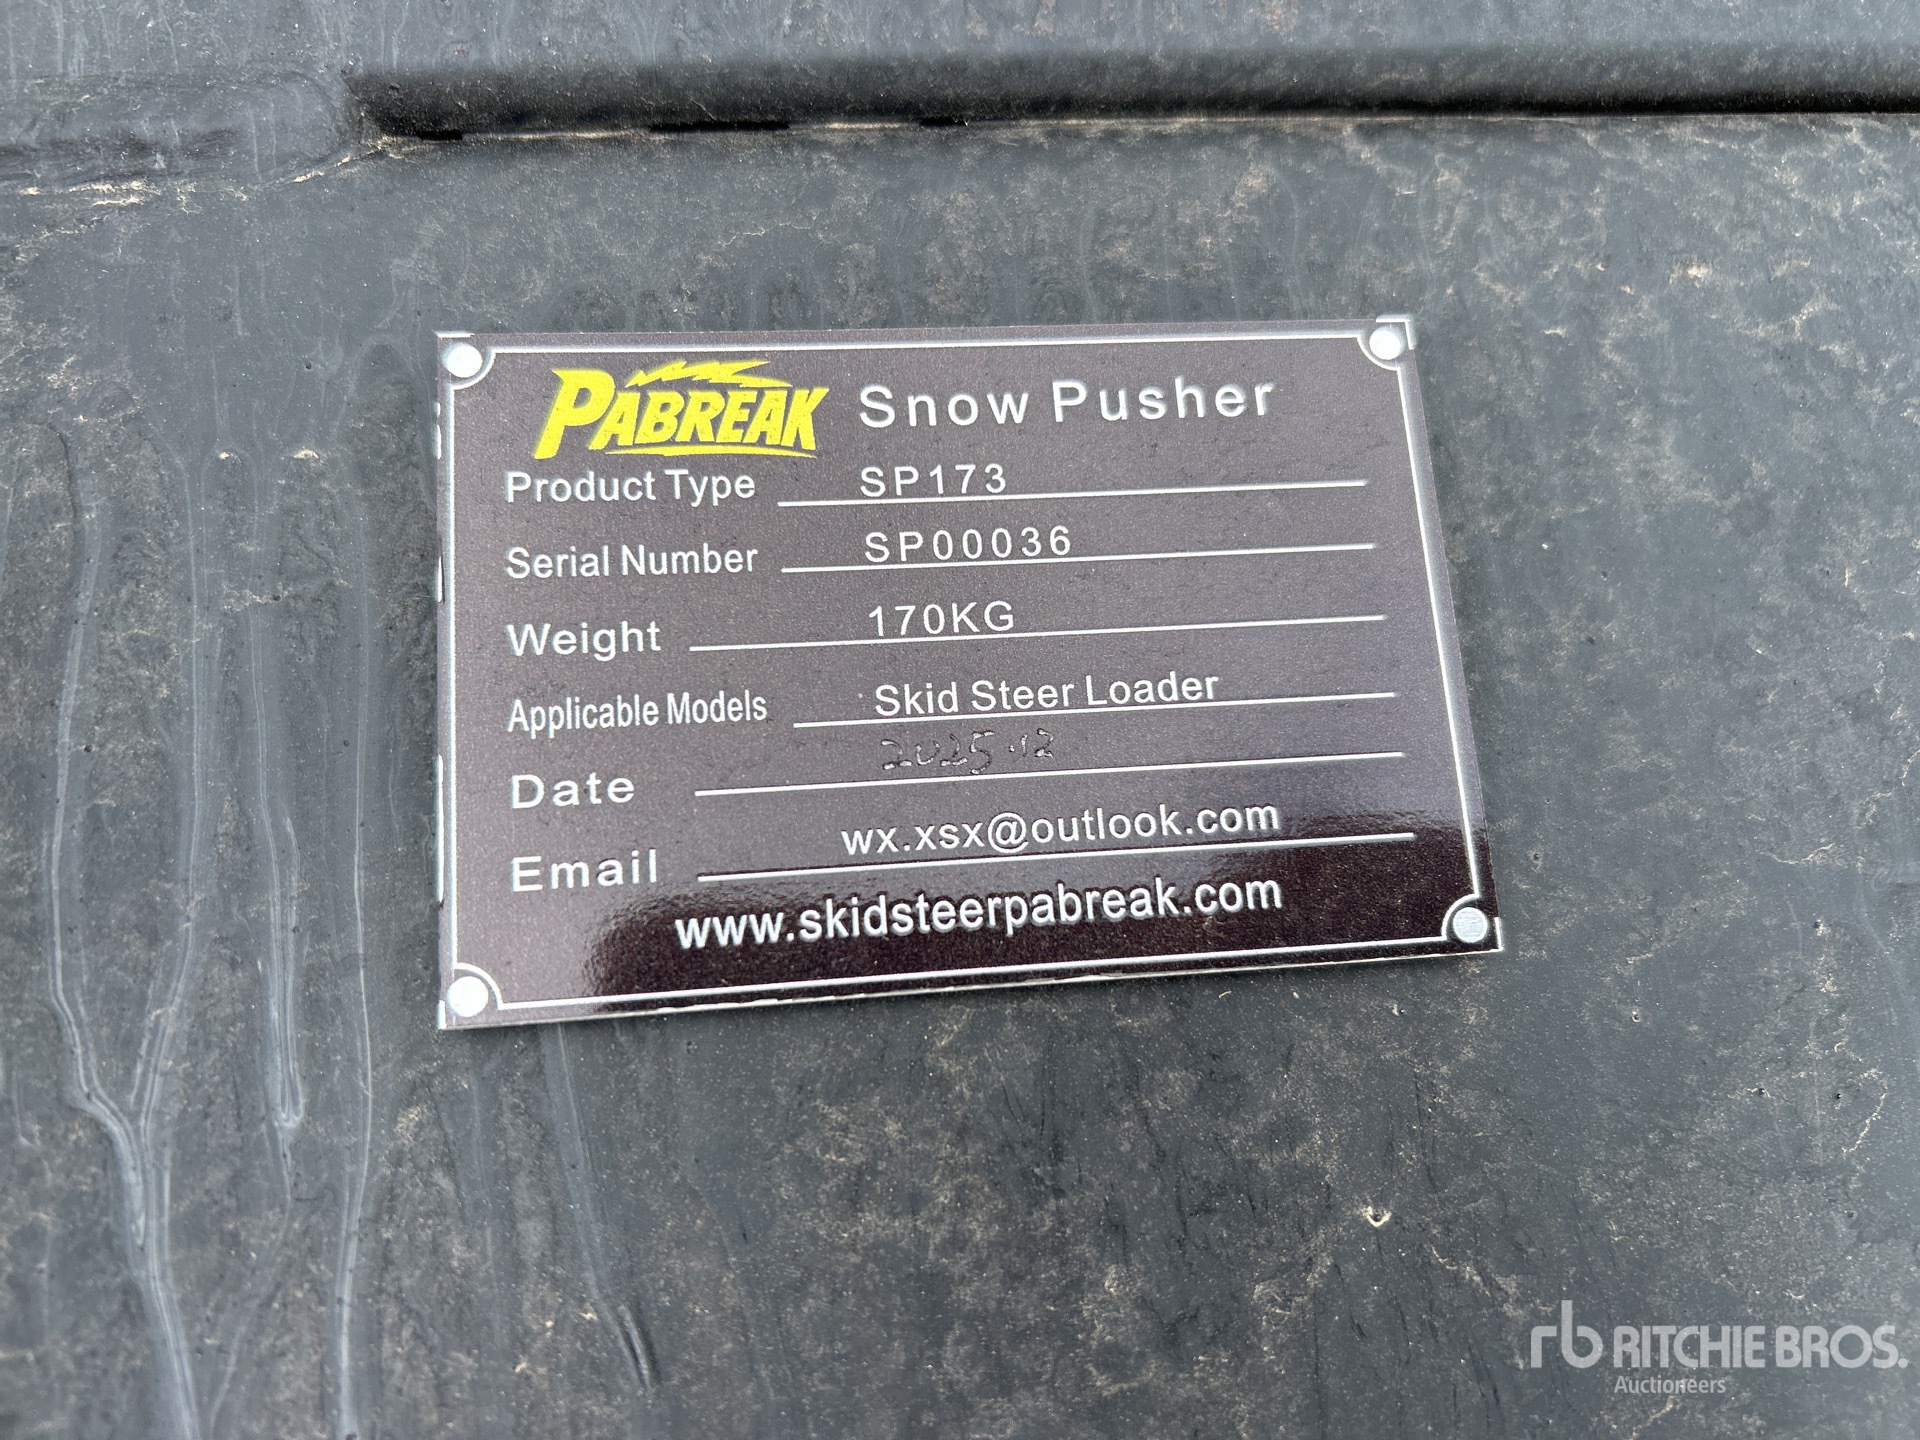 PABREAK Snow Pusher
Product Type SP173
Serial Number SP00036
Weight 170KG
Applicable Models Skid Steer Loader
Date 2025.12
Email wx.xsx@outlook.com
www.skidsteerpabreak.com
rb RITCHIE BROS.
Auctioneers